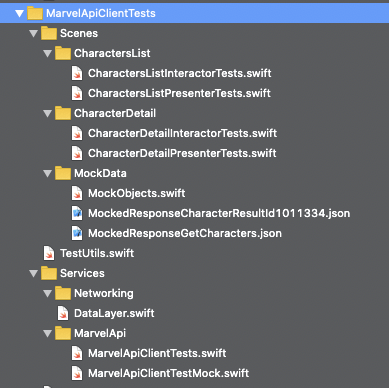 MarvelApiClientTests
Scenes
CharactersList
CharactersListInteractorTests.swift
CharactersListPresenterTests.swift
CharacterDetail
CharacterDetailInteractorTests.swift
CharacterDetailPresenterTests.swift
MockData
MockObjects.swift
MockedResponseCharacterResultId1011334.json
MockedResponseGetCharacters.json
TestUtils.swift
Services
Networking
DataLayer.swift
MarvelApi
MarvelApiClientTests.swift
MarvelApiClientTestMock.swift